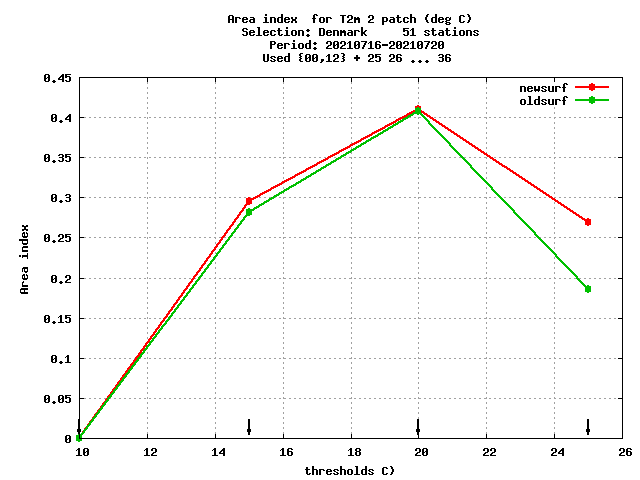 Area index  for T2m 2 patch (deg C)
Selection: Denmark     51 stations
Period: 20210716-20210720
Used {00,12} + 25 26 ... 36
newsurf
oldsurf
0.45
0.4
0.35
0.3
0.25
0.2
0.15
0.1
0.05
0
Area index
10 12 14 16 18 20 22 24 26
thresholds C)